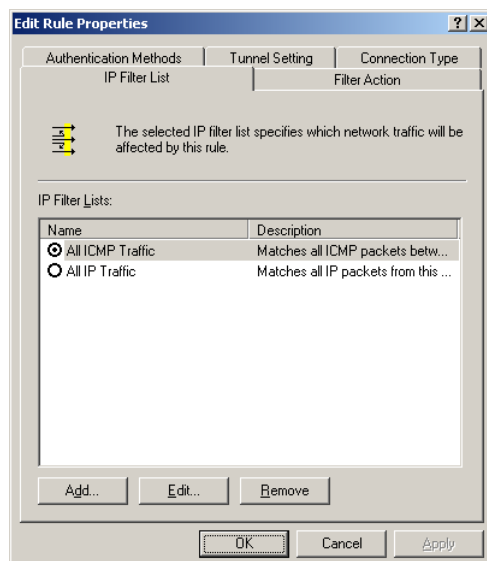 Edit Rule Properties
Authentication Methods Tunnel Setting Connection Type
IP Filter List Filter Action
The selected IP filter list specifies which network traffic will be
affected by this rule.
IP Filter Lists:
Name Description
All ICMP Traffic Matches all ICMP packets betw...
All IP Traffic Matches all IP packets from this ...
Add... Edit... Remove
OK Cancel Apply